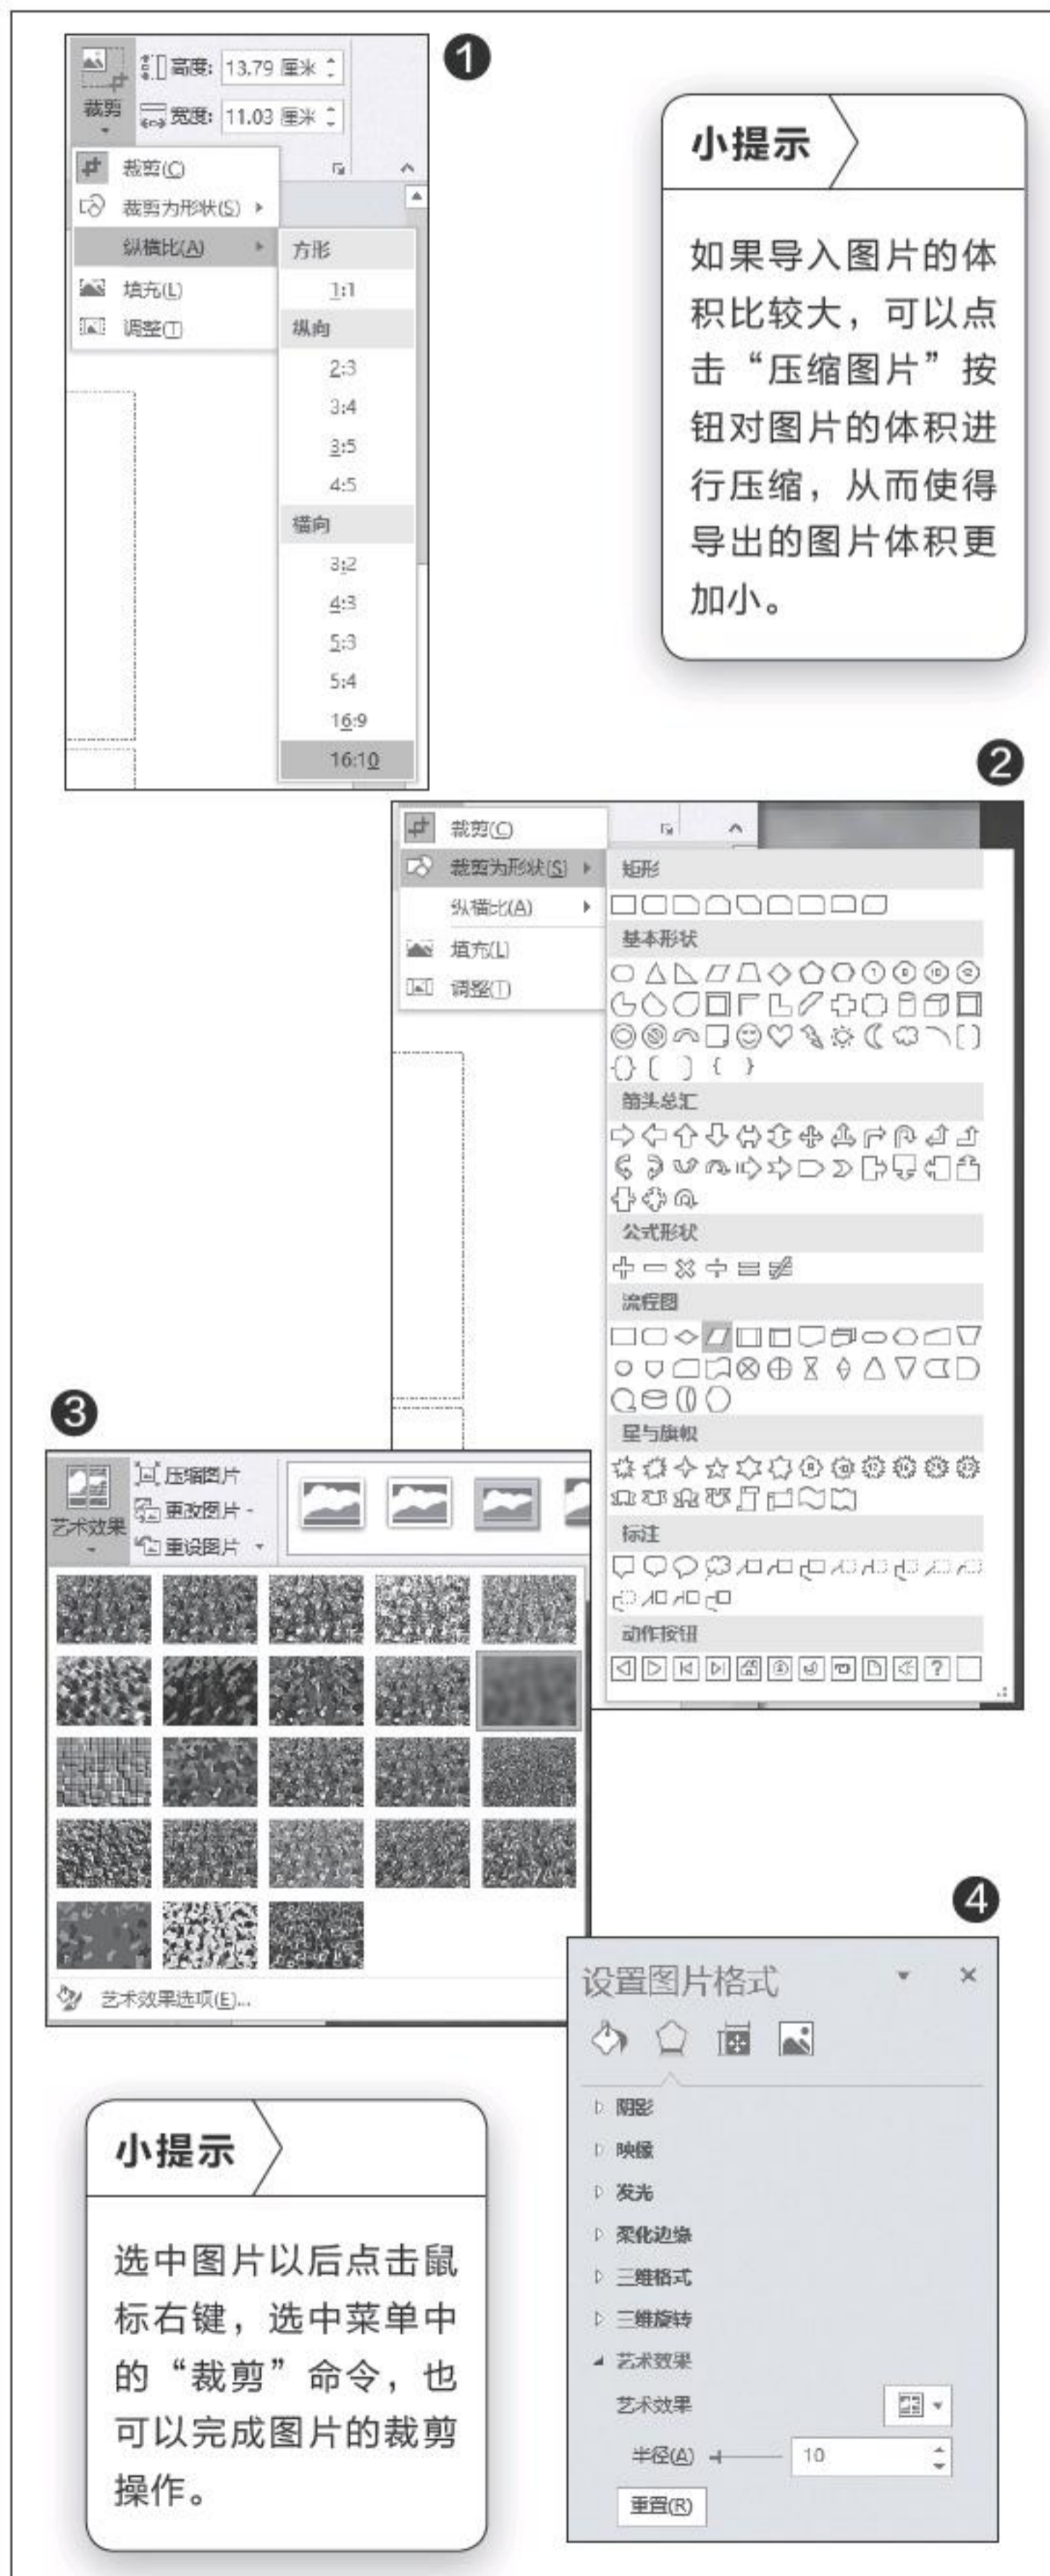 1
高度: 13.79 厘米
裁剪
宽度: 11.03 厘米
裁剪(C)
裁剪为形状(S)
纵横比(A)
填充(L)
调整(T)
方形
1:1
纵向
2:3
3:4
3:5
4:5
横向
3:2
4:3
5:3
5:4
16:9
16:10
小提示
如果导入图片的体
积比较大，可以点
击“压缩图片”按
钮对图片的体积进
行压缩，从而使得
导出的图片体积更
加小。
2
裁剪(C)
裁剪为形状(S)
纵横比(A)
填充(L)
调整(T)
矩形
基本形状
箭头总汇
公式形状
流程图
星与旗帜
标注
动作按钮
3
艺术效果
压缩图片
更改图片
重设图片
艺术效果选项(E)...
4
设置图片格式
阴影
映像
发光
柔化边缘
三维格式
三维旋转
艺术效果
艺术效果
半径(A) 10
重置(R)
小提示
选中图片以后点击鼠
标右键，选中菜单中
的“裁剪”命令，也
可以完成图片的裁剪
操作。